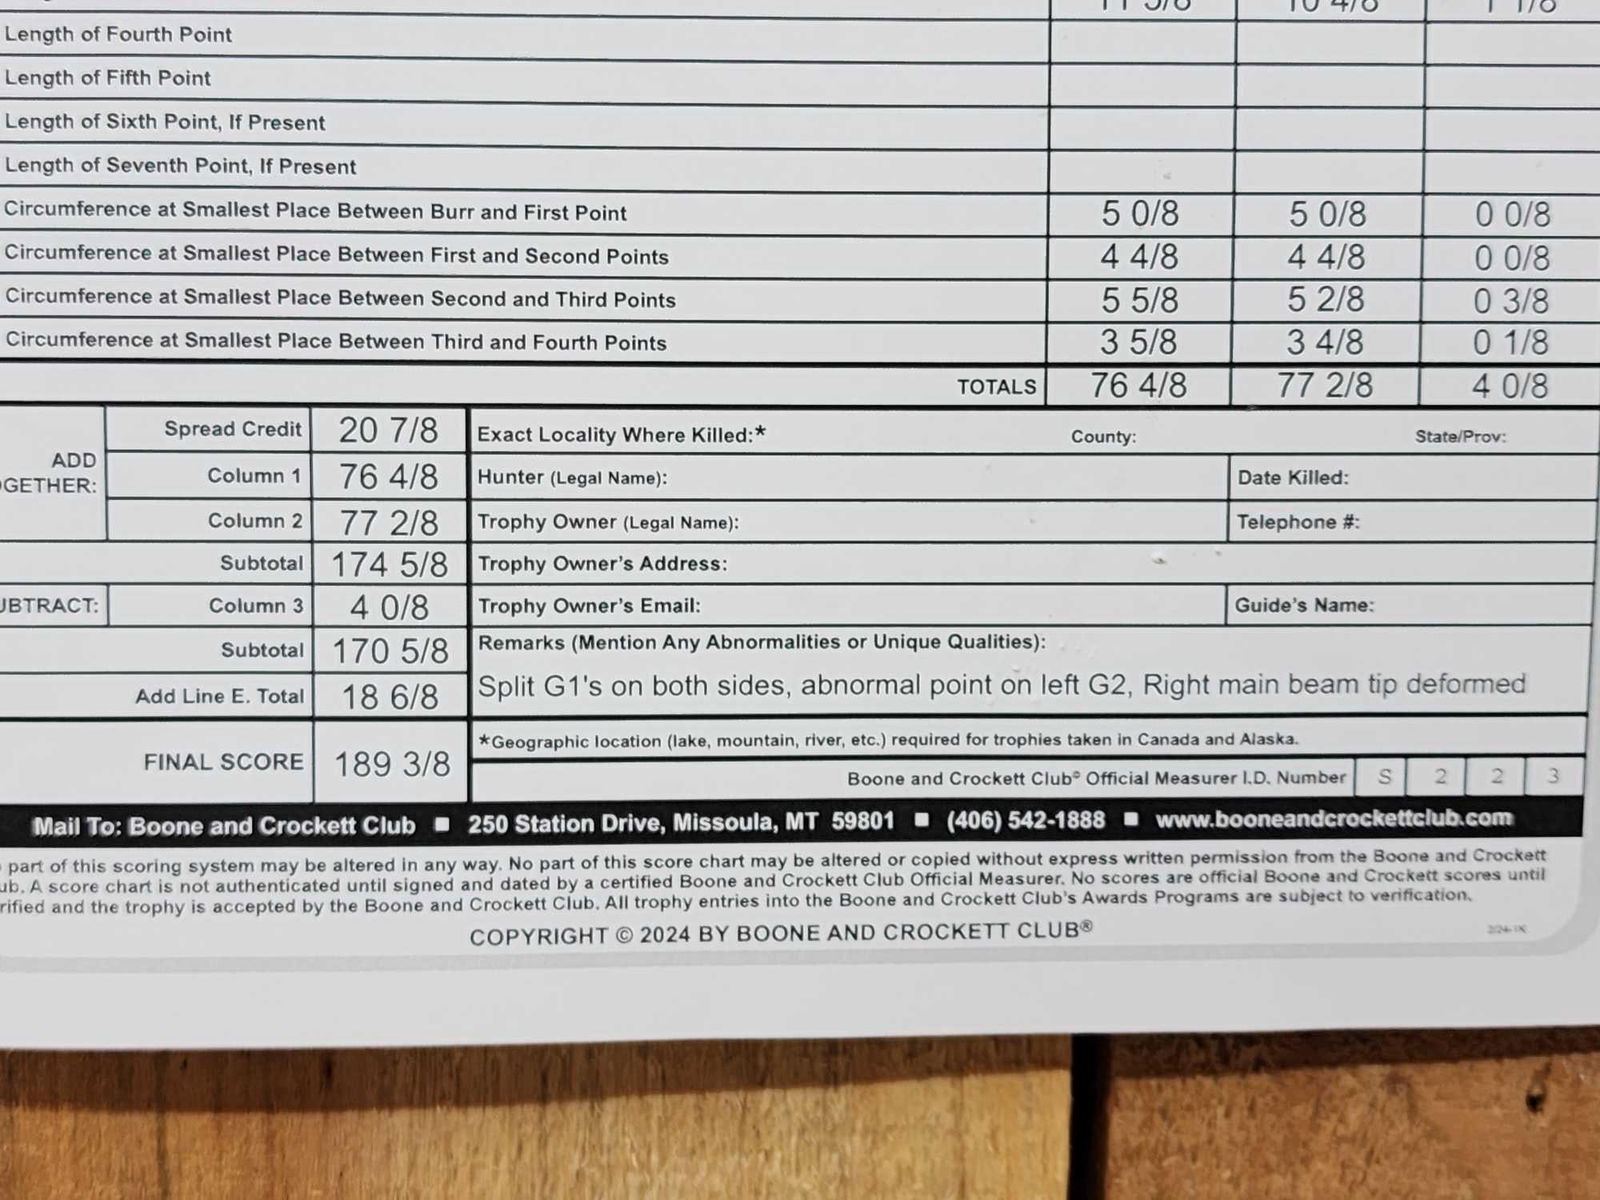 11 5/8 10 4/8 1 1/8
Length of Fourth Point
Length of Fifth Point
Length of Sixth Point, If Present
Length of Seventh Point, If Present
Circumference at Smallest Place Between Burr and First Point 5 0/8 5 0/8 0 0/8
Circumference at Smallest Place Between First and Second Points 4 4/8 4 4/8 0 0/8
Circumference at Smallest Place Between Second and Third Points 5 5/8 5 2/8 0 3/8
Circumference at Smallest Place Between Third and Fourth Points 3 5/8 3 4/8 0 1/8
TOTALS 76 4/8 77 2/8 4 0/8
Spread Credit 20 7/8 Exact Locality Where Killed:* County: State/Prov:
ADD
OGETHER: Column 1 76 4/8 Hunter (Legal Name): Date Killed:
Column 2 77 2/8 Trophy Owner (Legal Name): Telephone #:
Subtotal 174 5/8 Trophy Owner's Address:
UBTRACT: Column 3 4 0/8 Trophy Owner's Email: Guide's Name:
Subtotal 170 5/8 Remarks (Mention Any Abnormalities or Unique Qualities):
Add Line E. Total 18 6/8 Split G1's on both sides, abnormal point on left G2, Right main beam tip deformed
*Geographic location (lake, mountain, river, etc.) required for trophies taken in Canada and Alaska.
FINAL SCORE 189 3/8
Boone and Crockett Club® Official Measurer I.D. Number S 2 2 3
Mail To: Boone and Crockett Club ■ 250 Station Drive, Missoula, MT 59801 ■ (406) 542-1888 ■ www.booneandcrockettclub.com
part of this scoring system may be altered in any way. No part of this score chart may be altered or copied without express written permission from the Boone and Crockett
ub. A score chart is not authenticated until signed and dated by a certified Boone and Crockett Club Official Measurer. No scores are official Boone and Crockett scores until
rified and the trophy is accepted by the Boone and Crockett Club. All trophy entries into the Boone and Crockett Club's Awards Programs are subject to verification.
COPYRIGHT © 2024 BY BOONE AND CROCKETT CLUB®